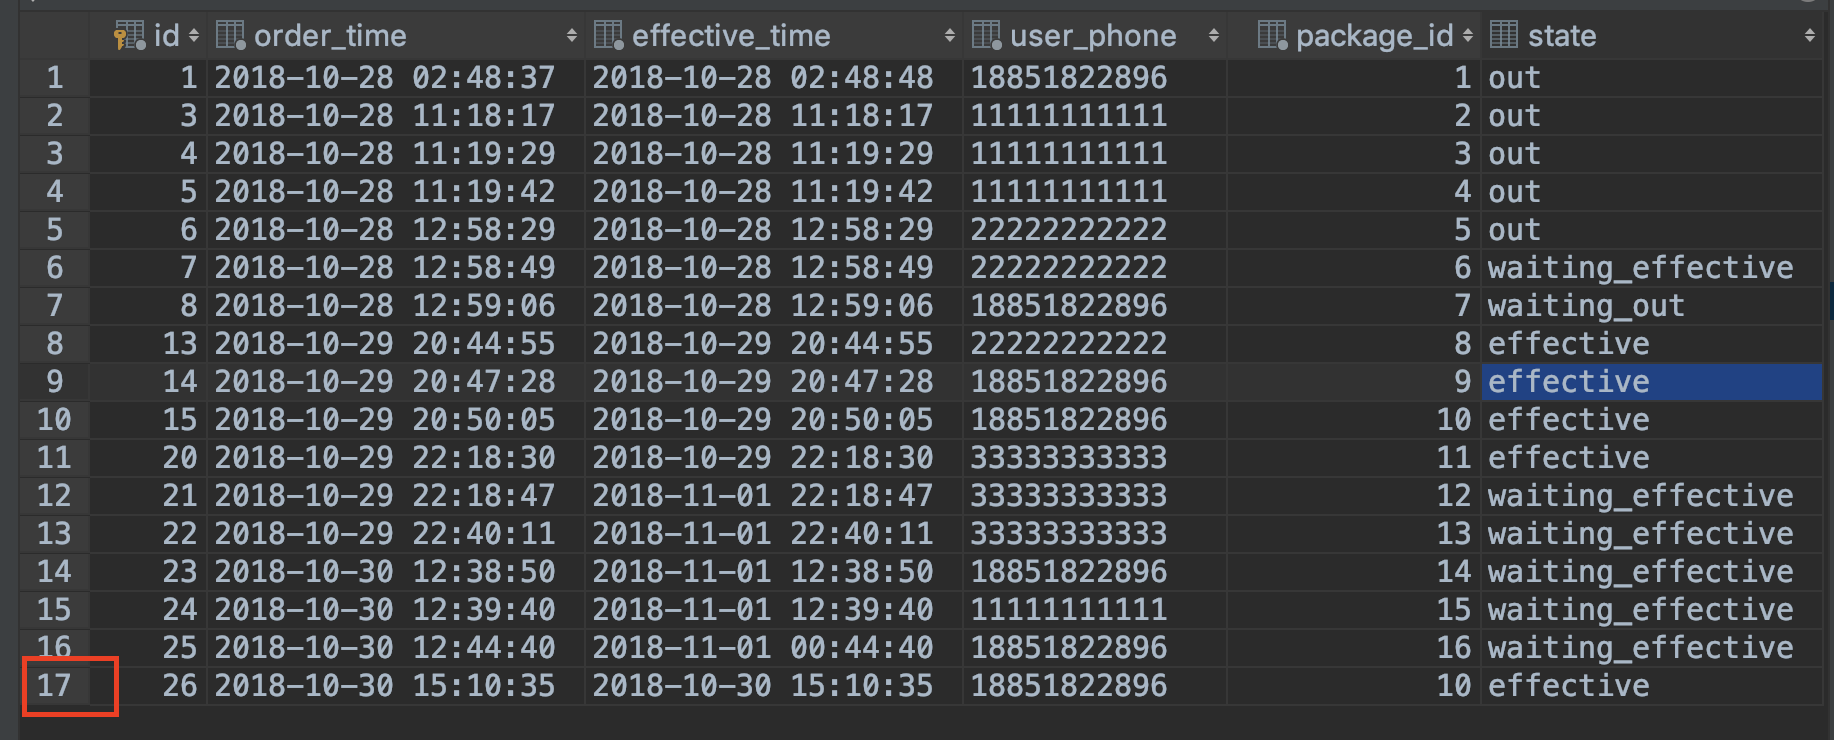 id order_time effective_time user_phone package_id state
1 1 2018-10-28 02:48:37 2018-10-28 02:48:48 18851822896 1 out
2 3 2018-10-28 11:18:17 2018-10-28 11:18:17 11111111111 2 out
3 4 2018-10-28 11:19:29 2018-10-28 11:19:29 11111111111 3 out
4 5 2018-10-28 11:19:42 2018-10-28 11:19:42 11111111111 4 out
5 6 2018-10-28 12:58:29 2018-10-28 12:58:29 22222222222 5 out
6 7 2018-10-28 12:58:49 2018-10-28 12:58:49 22222222222 6 waiting_effective
7 8 2018-10-28 12:59:06 2018-10-28 12:59:06 18851822896 7 waiting_out
8 13 2018-10-29 20:44:55 2018-10-29 20:44:55 22222222222 8 effective
9 14 2018-10-29 20:47:28 2018-10-29 20:47:28 18851822896 9 effective
10 15 2018-10-29 20:50:05 2018-10-29 20:50:05 18851822896 10 effective
11 20 2018-10-29 22:18:30 2018-10-29 22:18:30 33333333333 11 effective
12 21 2018-10-29 22:18:47 2018-11-01 22:18:47 33333333333 12 waiting_effective
13 22 2018-10-29 22:40:11 2018-11-01 22:40:11 33333333333 13 waiting_effective
14 23 2018-10-30 12:38:50 2018-11-01 12:38:50 18851822896 14 waiting_effective
15 24 2018-10-30 12:39:40 2018-11-01 12:39:40 11111111111 15 waiting_effective
16 25 2018-10-30 12:44:40 2018-11-01 00:44:40 18851822896 16 waiting_effective
17 26 2018-10-30 15:10:35 2018-10-30 15:10:35 18851822896 10 effective